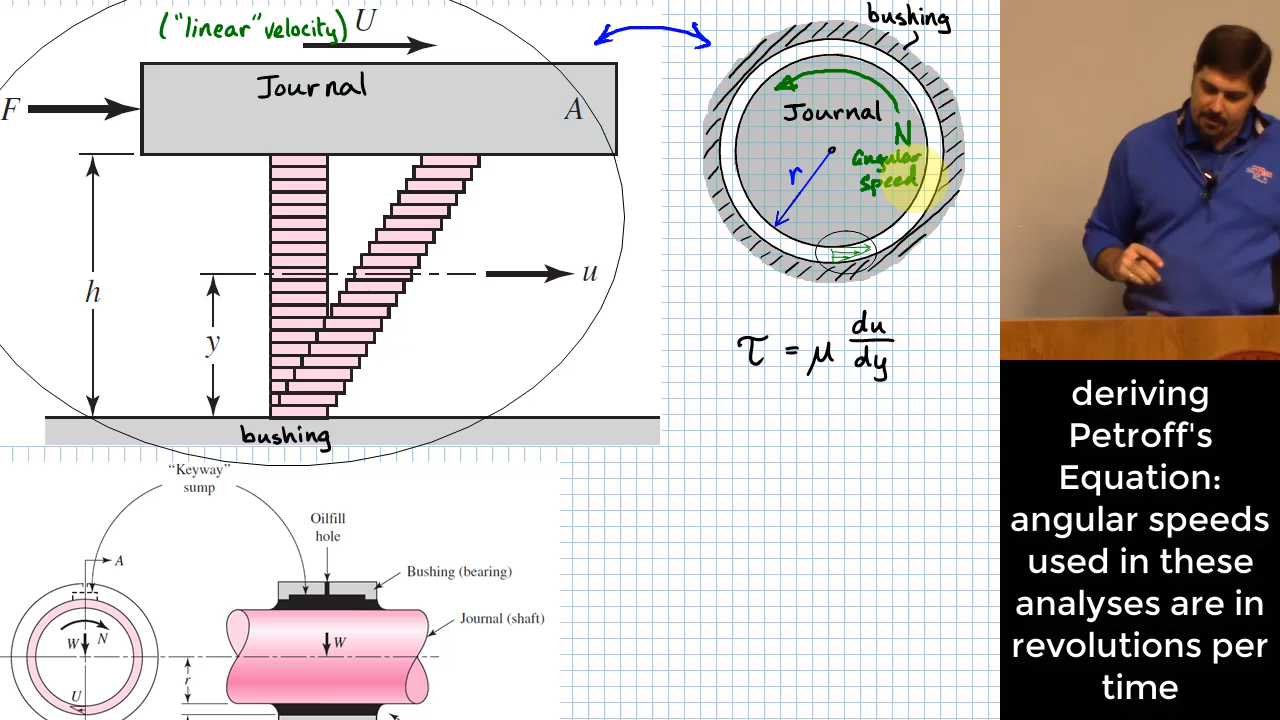 ("linear" velocity) U
Journal
F
A
h
y
u
bushing
bushing
Journal
N
angular
speed
r
τ = μ du/dy
"Keyway"
sump
Oilfill
hole
A
Bushing (bearing)
Journal (shaft)
W
N
W
r
U
deriving
Petroff's
Equation:
angular speeds
used in these
analyses are in
revolutions per
time